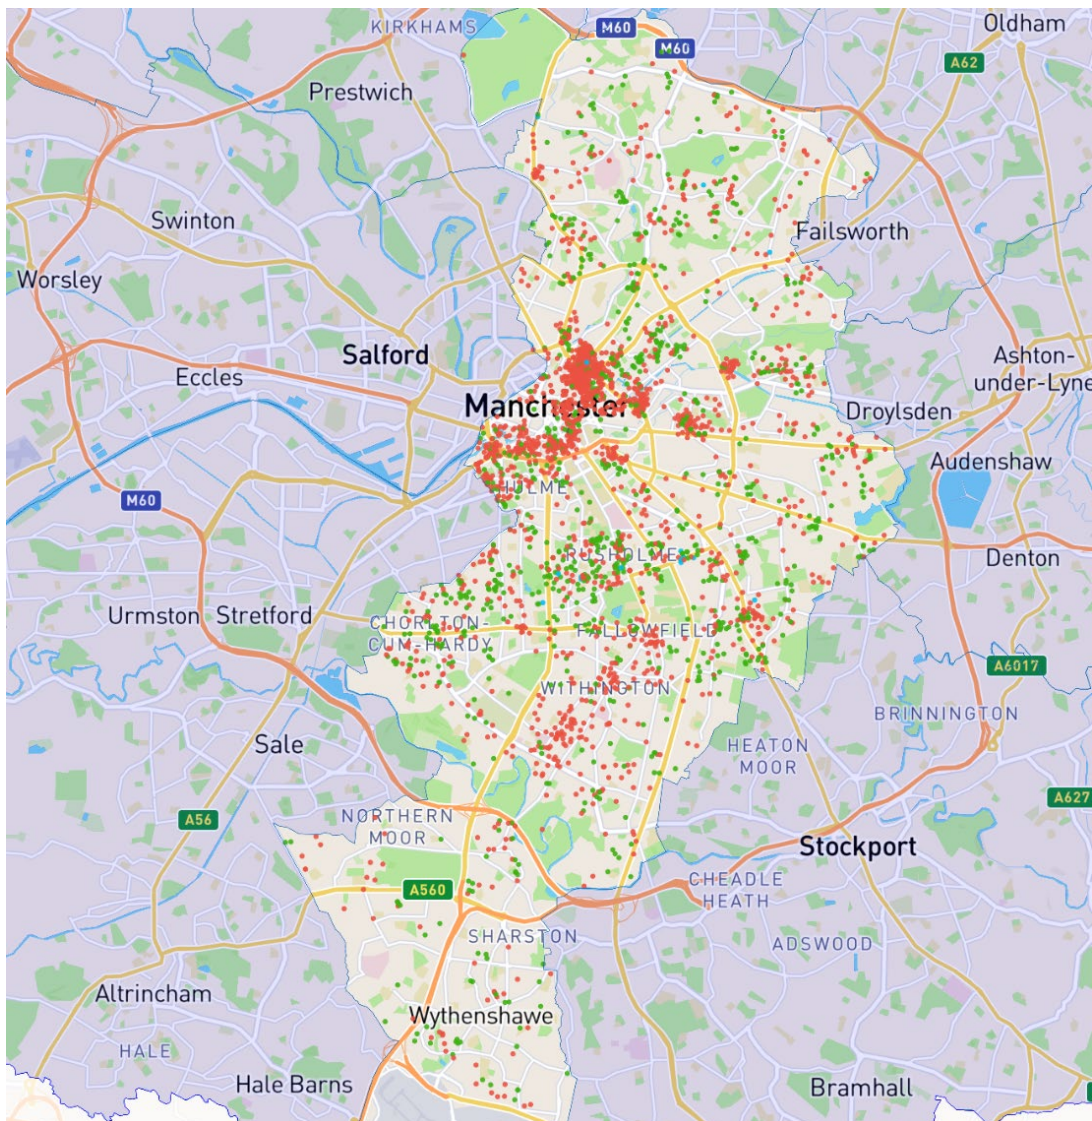 KIRKHAMS
M60
M60
Oldham
A62
Prestwich
Swinton
Failsworth
Worsley
Salford
Eccles
Ashton-
under-Lyne
Manchester
Droylsden
Audenshaw
M60
HULME
RUSHOLME
Denton
Urmston
Stretford
CHORLTON-
CUM-HARDY
FALLOWFIELD
A6017
WITHINGTON
BRINNINGTON
Sale
HEATON
MOOR
A56
NORTHERN
MOOR
A627
Stockport
A560
CHEADLE
HEATH
SHARSTON
ADSWOOD
Altrincham
Wythenshawe
HALE
Hale Barns
Bramhall